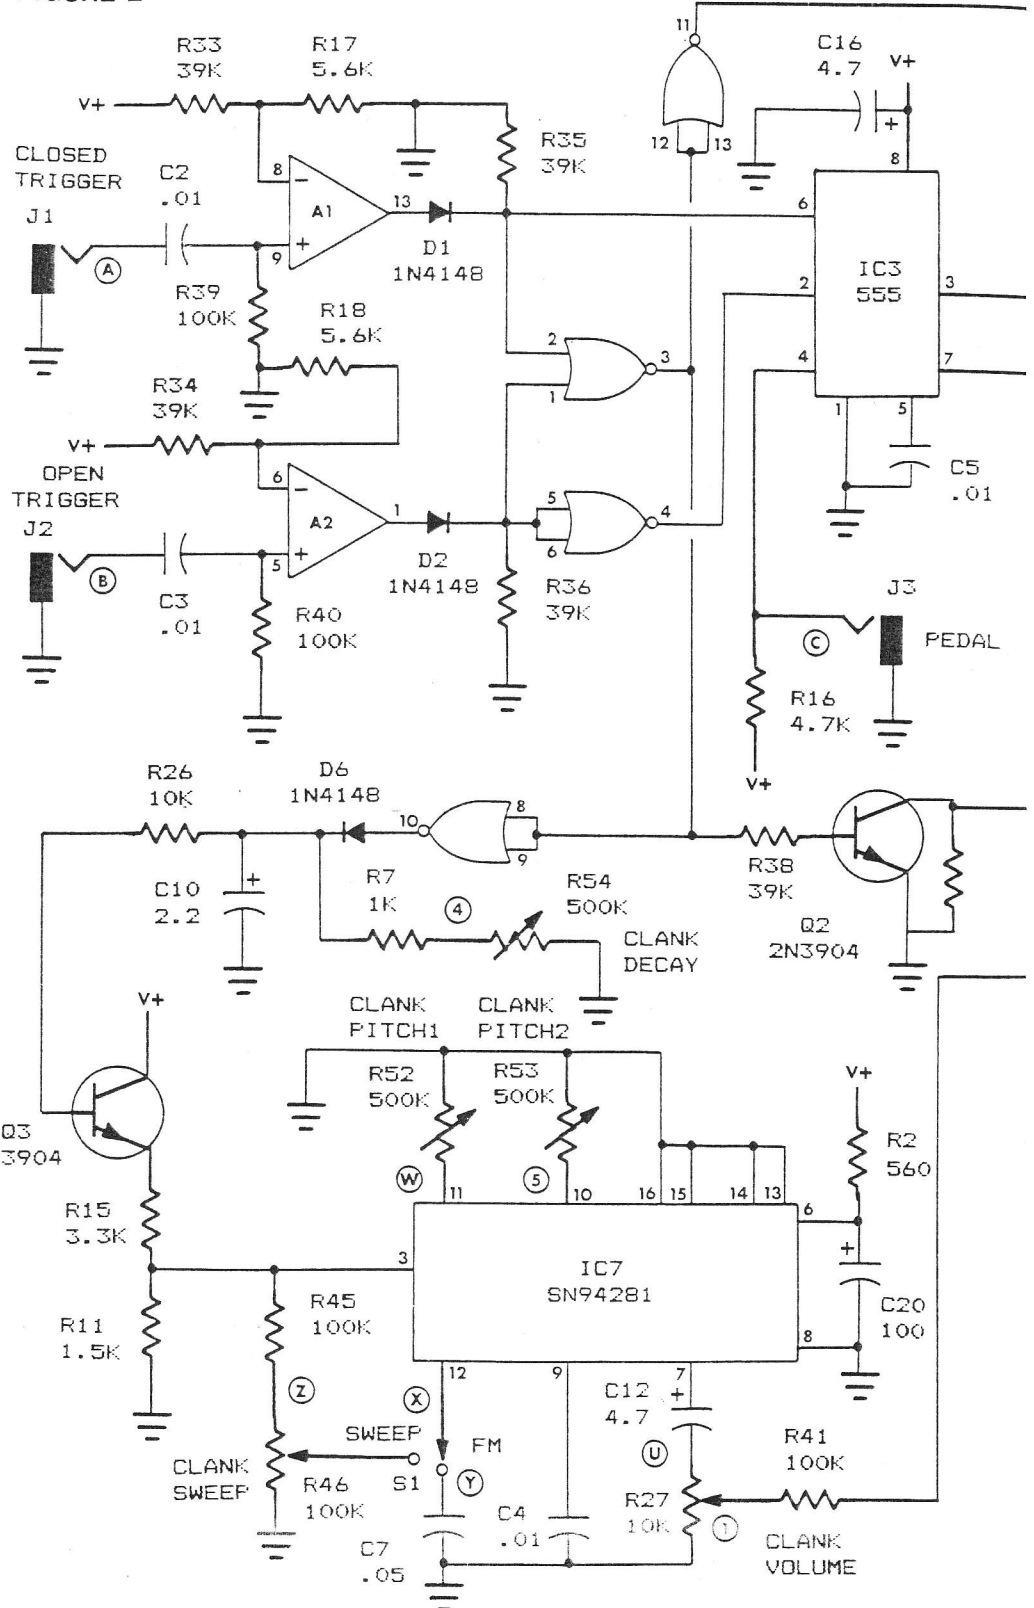 11
C16
4.7
V+
R33
39K
R17
5.6K
V+
12
13
+
8
CLOSED
TRIGGER
C2
.01
R35
39K
8
−
A1
13
6
J1
A
9
+
D1
1N4148
IC3
555
2
3
R39
100K
R18
5.6K
4
7
2
3
1
R34
39K
1
5
V+
C5
.01
OPEN
TRIGGER
6
−
A2
1
5
4
6
J2
B
5
+
D2
1N4148
C3
.01
R40
100K
R36
39K
J3
C
PEDAL
R16
4.7K
V+
R26
10K
D6
1N4148
10
8
9
C10
2.2
+
R7
1K
4
R54
500K
CLANK
DECAY
R38
39K
Q2
2N3904
V+
CLANK
PITCH1
CLANK
PITCH2
R52
500K
R53
500K
V+
Q3
3904
R2
560
W
11
5
10
16
15
14
13
6
R15
3.3K
3
IC7
SN94281
+
C20
100
R11
1.5K
R45
100K
8
12
9
7
Z
X
C12
4.7
+
SWEEP
FM
U
R41
100K
CLANK
SWEEP
R46
100K
S1
Y
C4
.01
R27
10K
1
C7
.05
CLANK
VOLUME